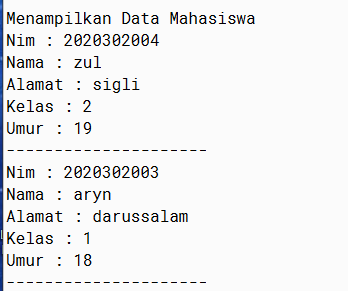 Menampilkan Data Mahasiswa
Nim : 2020302004
Nama : zul
Alamat : sigli
Kelas : 2
Umur : 19
---------------------
Nim : 2020302003
Nama : aryn
Alamat : darussalam
Kelas : 1
Umur : 18
---------------------